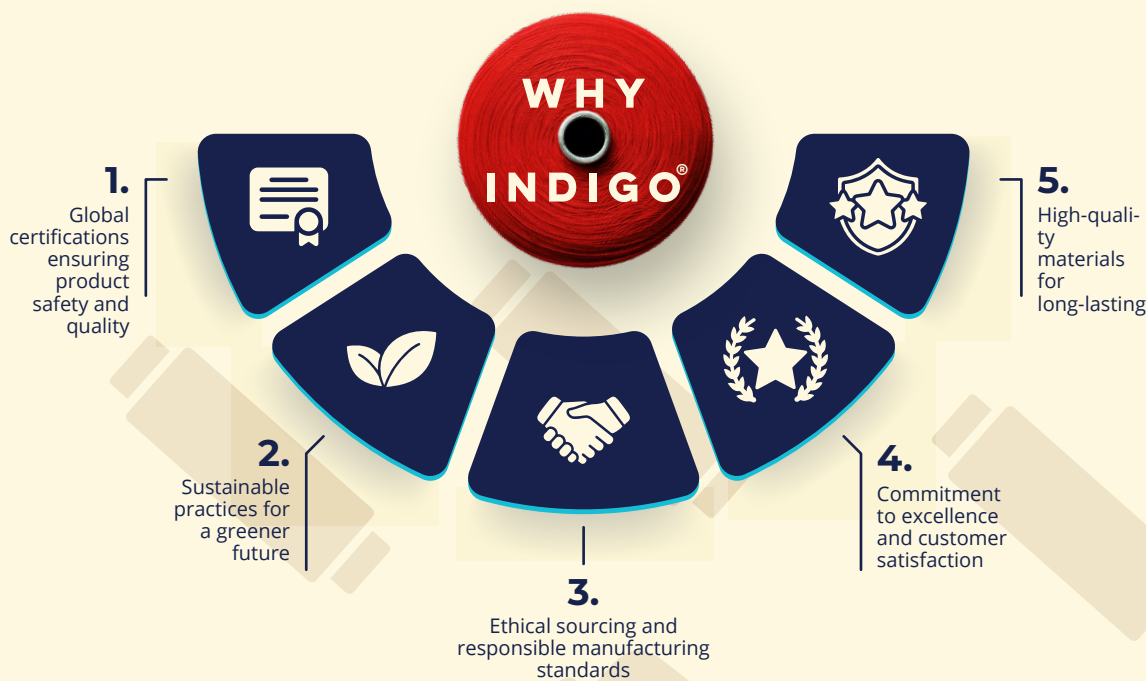 WHY
INDIGO®
1.
Global
certifications
ensuring
product
safety and
quality
2.
Sustainable
practices for
a greener
future
3.
Ethical sourcing and
responsible manufacturing
standards
4.
Commitment
to excellence
and customer
satisfaction
5.
High-quali-
ty
materials
for
long-lasting